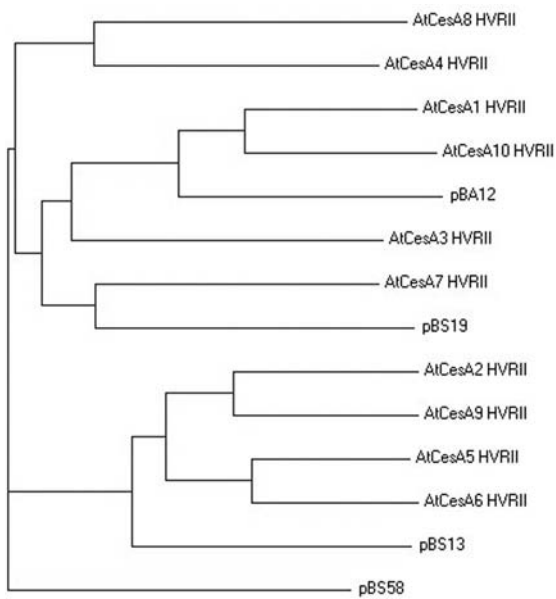 AtCesA8 HVRII
AtCesA4 HVRII
AtCesA1 HVRII
AtCesA10 HVRII
pBA12
AtCesA3 HVRII
AtCesA7 HVRII
pBS19
AtCesA2 HVRII
AtCesA9 HVRII
AtCesA5 HVRII
AtCesA6 HVRII
pBS13
pBS58